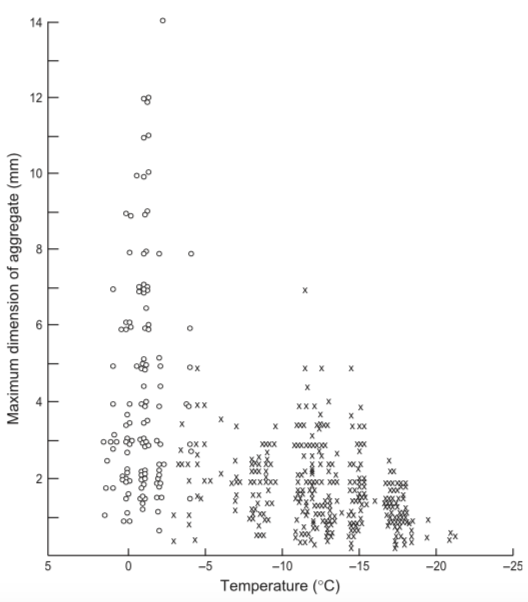 14
12
10
8
6
4
2
Maximum dimension of aggregate (mm)
5 0 –5 –10 –15 –20 –25
Temperature (°C)